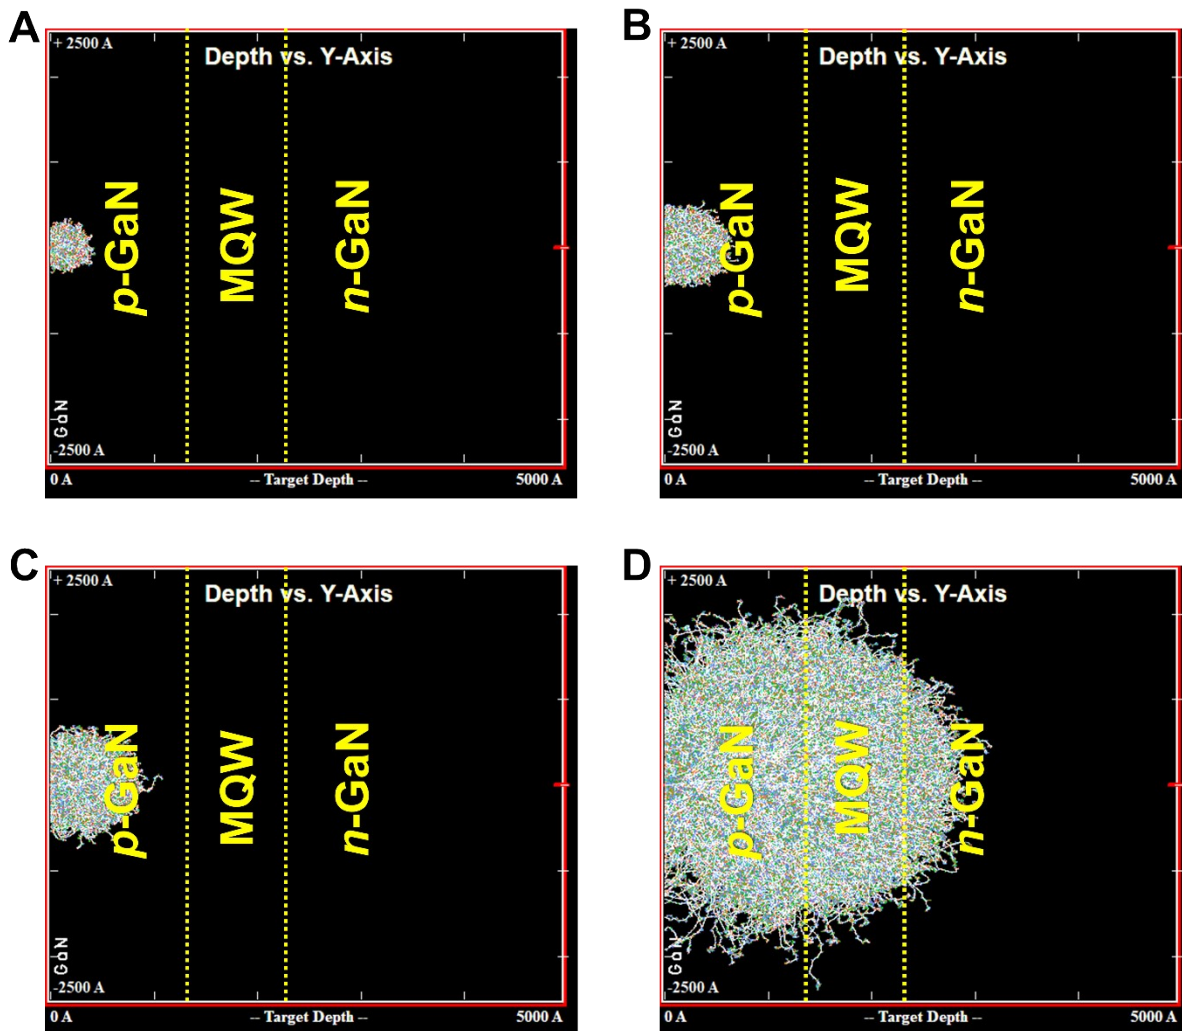 A
+ 2500 A
Depth vs. Y-Axis
p-GaN
MQW
n-GaN
GaN
-2500 A
0 A
-- Target Depth --
5000 A
B
+ 2500 A
Depth vs. Y-Axis
p-GaN
MQW
n-GaN
GaN
-2500 A
0 A
-- Target Depth --
5000 A
C
+ 2500 A
Depth vs. Y-Axis
p-GaN
MQW
n-GaN
GaN
-2500 A
0 A
-- Target Depth --
5000 A
D
+ 2500 A
Depth vs. Y-Axis
p-GaN
MQW
n-GaN
GaN
-2500 A
0 A
-- Target Depth --
5000 A